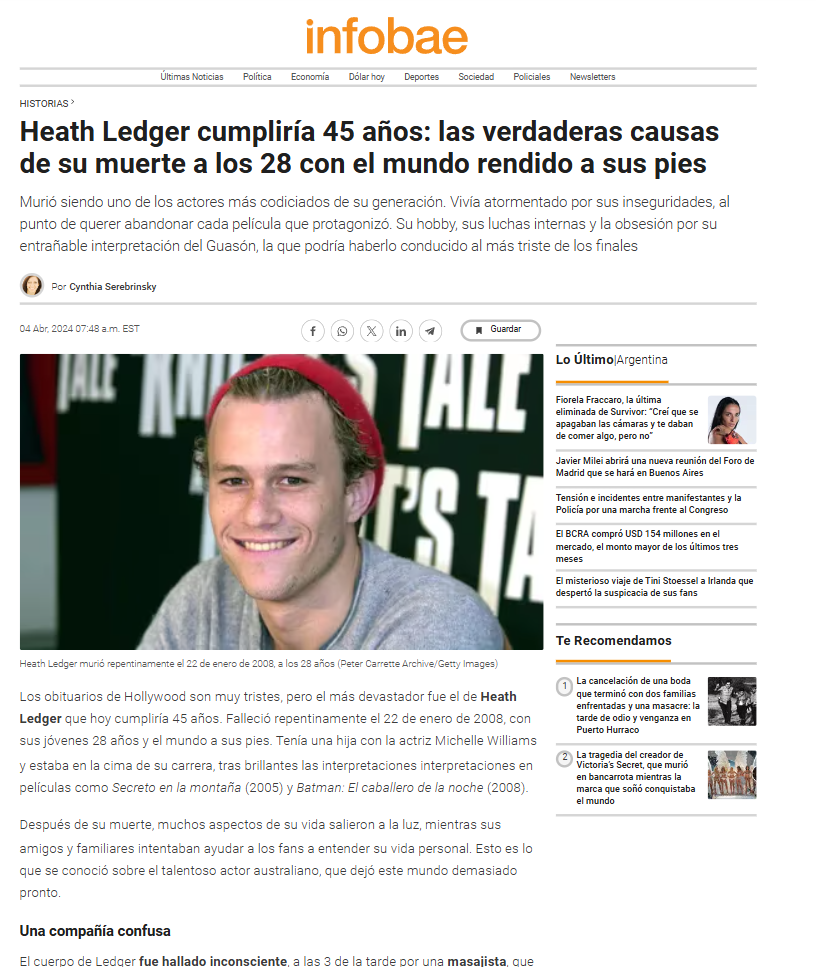 infobae
Últimas Noticias Política Economía Dólar hoy Deportes Sociedad Policiales Newsletters
HISTORIAS >
Heath Ledger cumpliría 45 años: las verdaderas causas
de su muerte a los 28 con el mundo rendido a sus pies
Murió siendo uno de los actores más codiciados de su generación. Vivía atormentado por sus inseguridades, al
punto de querer abandonar cada película que protagonizó. Su hobby, sus luchas internas y la obsesión por su
entrañable interpretación del Guasón, la que podría haberlo conducido al más triste de los finales
Por Cynthia Serebrinsky
04 Abr, 2024 07:48 a.m. EST
Guardar
TALE KNI TALE
T'S TA
Heath Ledger murió repentinamente el 22 de enero de 2008, a los 28 años (Peter Carrette Archive/Getty Images)
Los obituarios de Hollywood son muy tristes, pero el más devastador fue el de Heath
Ledger que hoy cumpliría 45 años. Falleció repentinamente el 22 de enero de 2008, con
sus jóvenes 28 años y el mundo a sus pies. Tenía una hija con la actriz Michelle Williams
y estaba en la cima de su carrera, tras brillantes las interpretaciones interpretaciones en
películas como Secreto en la montaña (2005) y Batman: El caballero de la noche (2008).
Después de su muerte, muchos aspectos de su vida salieron a la luz, mientras sus
amigos y familiares intentaban ayudar a los fans a entender su vida personal. Esto es lo
que se conoció sobre el talentoso actor australiano, que dejó este mundo demasiado
pronto.
Una compañía confusa
El cuerpo de Ledger fue hallado inconsciente, a las 3 de la tarde por una masajista, que
Lo Último|Argentina
Fiorela Fraccaro, la última
eliminada de Survivor: “Creí que se
apagaban las cámaras y te daban
de comer algo, pero no”
Javier Milei abrirá una nueva reunión del Foro de
Madrid que se hará en Buenos Aires
Tensión e incidentes entre manifestantes y la
Policía por una marcha frente al Congreso
El BCRA compró USD 154 millones en el
mercado, el monto mayor de los últimos tres
meses
El misterioso viaje de Tini Stoessel a Irlanda que
despertó la suspicacia de sus fans
Te Recomendamos
1
La cancelación de una boda
que terminó con dos familias
enfrentadas y una masacre: la
tarde de odio y venganza en
Puerto Hurraco
2
La tragedia del creador de
Victoria’s Secret, que murió
en bancarrota mientras la
marca que soñó conquistaba
el mundo